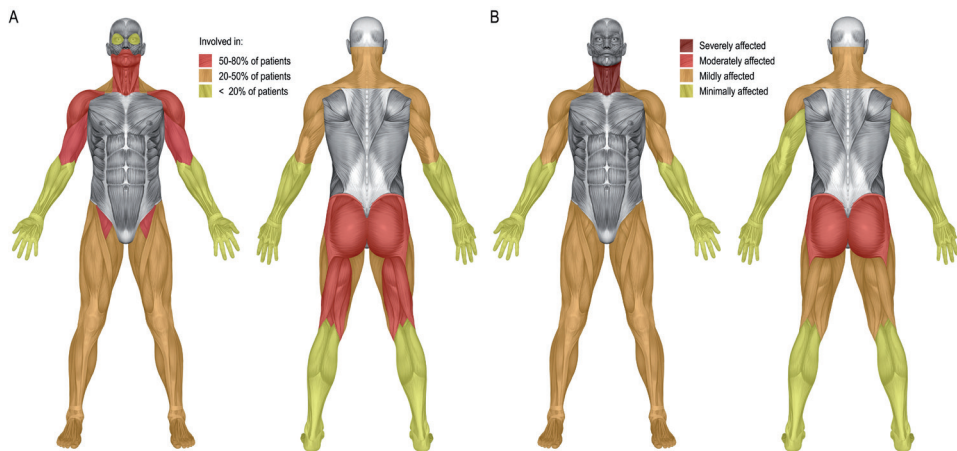 A
Involved in:
50-80% of patients
20-50% of patients
< 20% of patients
B
Severely affected
Moderately affected
Mildly affected
Minimally affected